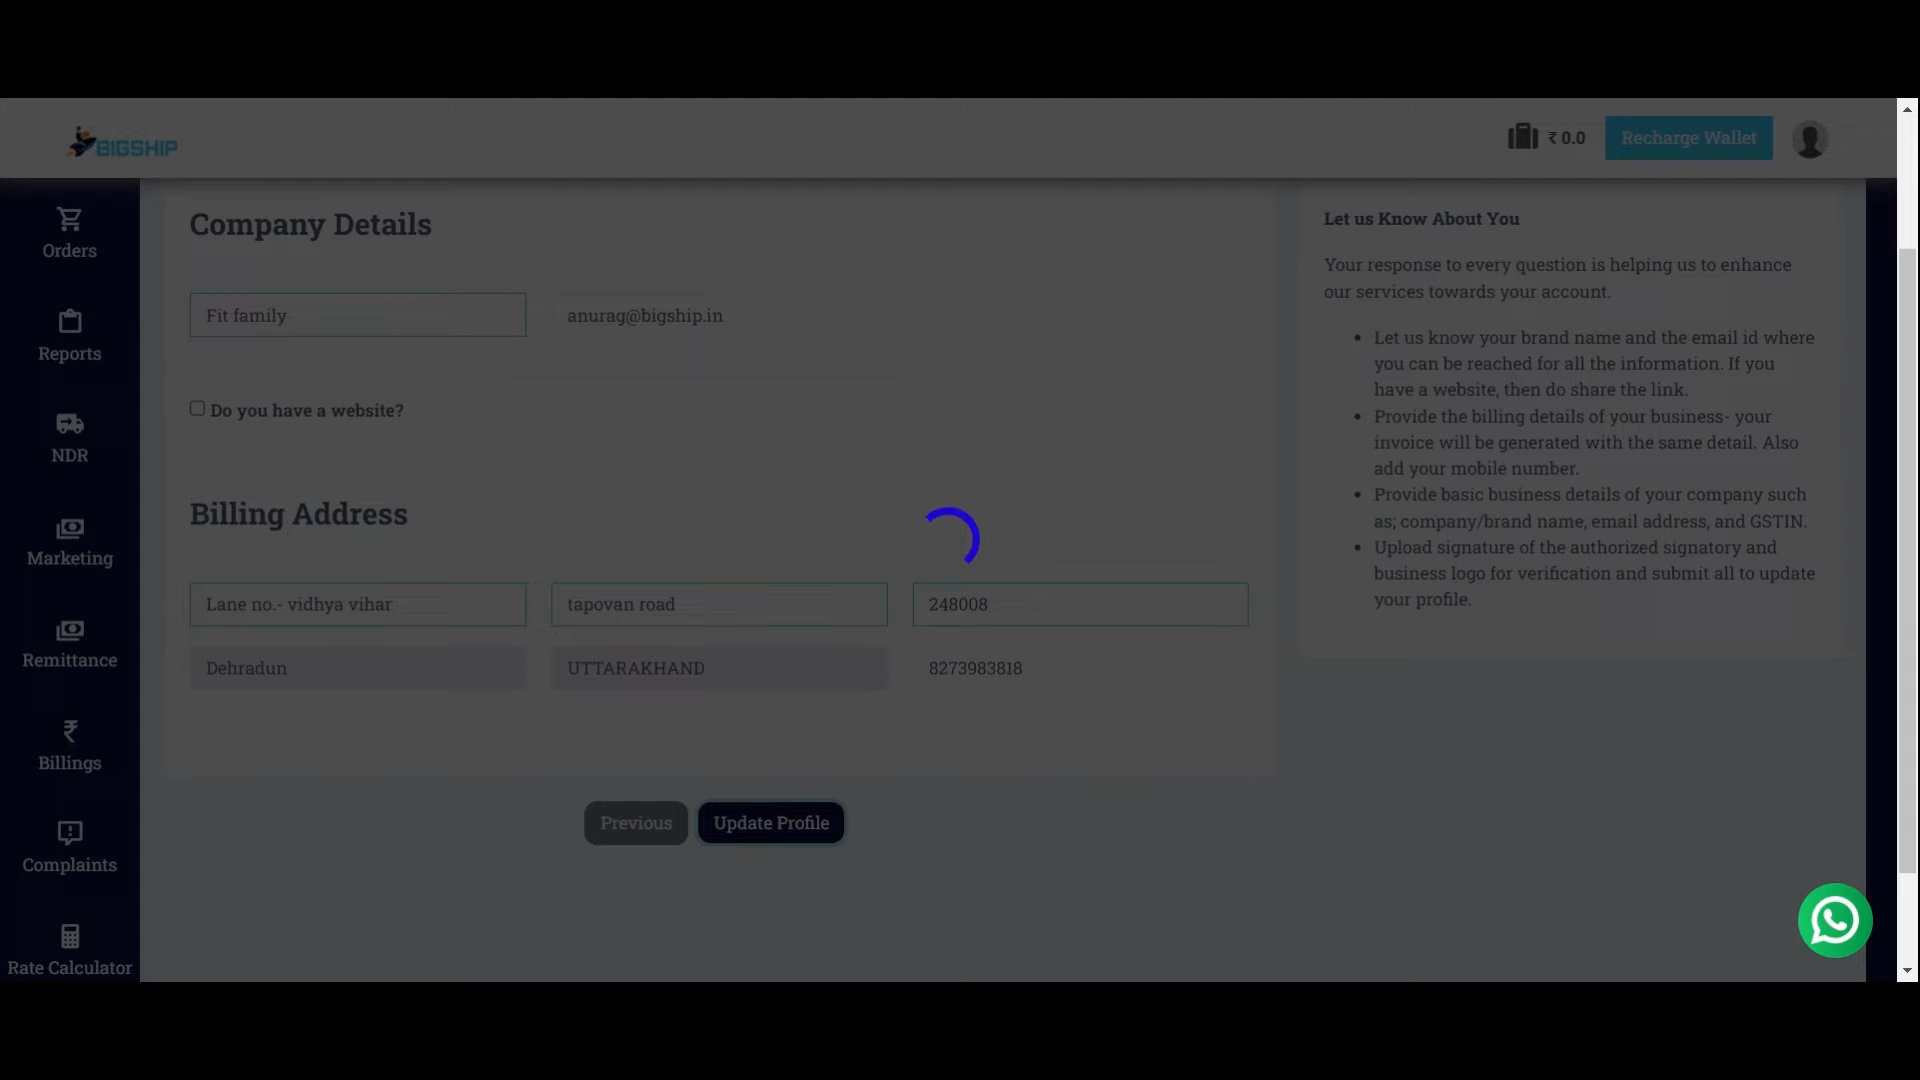 BIGSHIP
₹ 0.0
Recharge Wallet
Orders
Reports
NDR
Marketing
Remittance
Billings
Complaints
Rate Calculator
Company Details
Fit family
anurag@bigship.in
Do you have a website?
Billing Address
Lane no.- vidhya vihar
tapovan road
248008
Dehradun
UTTARAKHAND
8273983818
Previous
Update Profile
Let us Know About You
Your response to every question is helping us to enhance
our services towards your account.
Let us know your brand name and the email id where
you can be reached for all the information. If you
have a website, then do share the link.
Provide the billing details of your business- your
invoice will be generated with the same detail. Also
add your mobile number.
Provide basic business details of your company such
as; company/brand name, email address, and GSTIN.
Upload signature of the authorized signatory and
business logo for verification and submit all to update
your profile.